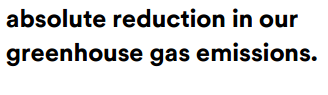 absolute reduction in our
greenhouse gas emissions.